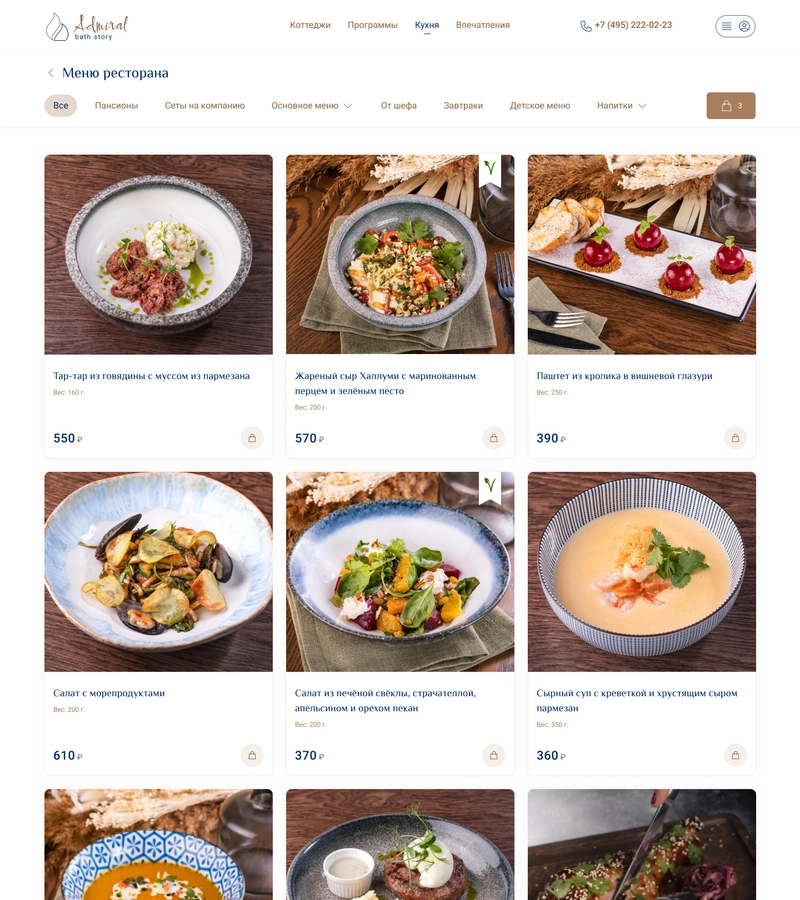 Admiral
bath story
Коттеджи Программы Кухня Впечатления
+7 (495) 222-02-23
Меню ресторана
Все Пансионы Сеты на компанию Основное меню От шефа Завтраки Детское меню Напитки 3
Тар-тар из говядины с муссом из пармезана
Вес: 160 г.
550 ₽
Жареный сыр Халлуми с маринованным
перцем и зелёным песто
Вес: 200 г.
570 ₽
Паштет из кролика в вишневой глазури
Вес: 250 г.
390 ₽
Салат с морепродуктами
Вес: 200 г.
610 ₽
Салат из печёной свёклы, страчателлой,
апельсином и орехом пекан
Вес: 200 г.
370 ₽
Сырный суп с креветкой и хрустящим сыром
пармезан
Вес: 350 г.
360 ₽